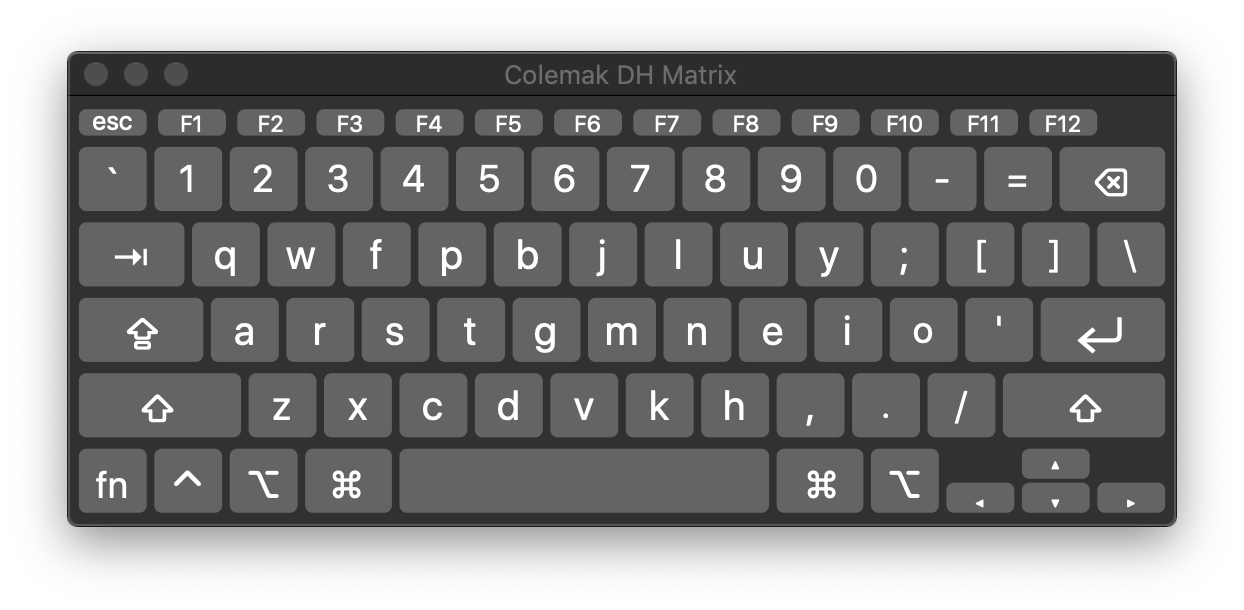 Colemak DH Matrix
esc F1 F2 F3 F4 F5 F6 F7 F8 F9 F10 F11 F12
` 1 2 3 4 5 6 7 8 9 0 - =
q w f p b j l u y ; [ ] \
a r s t g m n e i o '
z x c d v k h , . /
fn